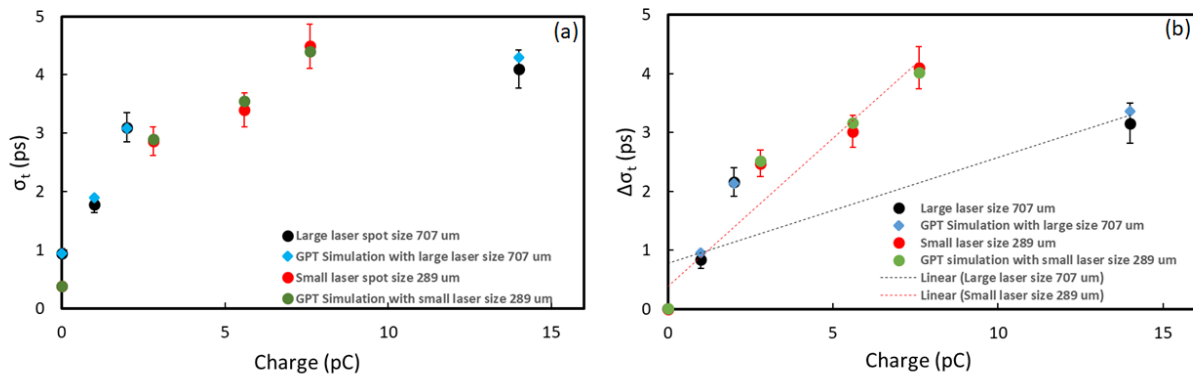 (a)
5
4
3
2
1
0
σt (ps)
Large laser spot size 707 um
GPT Simulation with large laser size 707 um
Small laser spot size 289 um
GPT Simulation with small laser size 289 um
0 5 10 15
Charge (pC)
(b)
5
4
3
2
1
0
Δσt (ps)
Large laser size 707 um
GPT Simulation with large size 707 um
Small laser size 289 um
GPT Simulation with small laser size 289 um
Linear (Large laser size 707 um)
Linear (Small laser size 289 um)
0 5 10 15
Charge (pC)